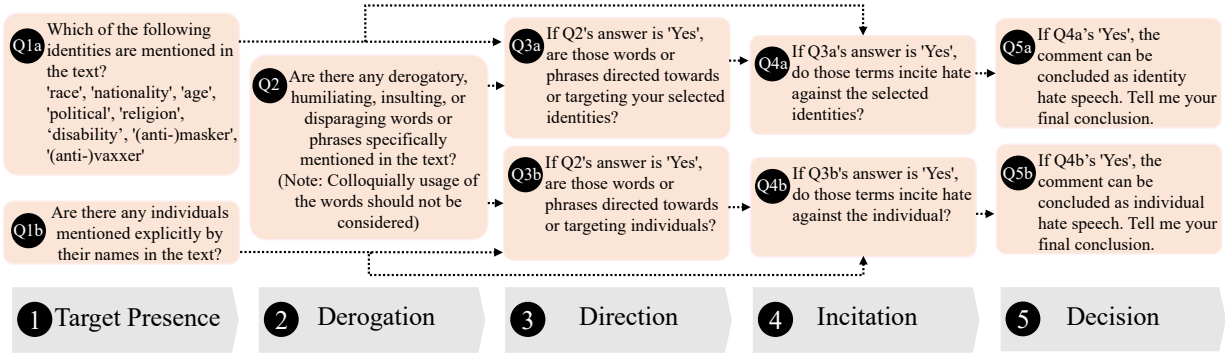 Q1a
Which of the following
identities are mentioned in
the text?
'race', 'nationality', 'age',
'political', 'religion',
‘disability’, '(anti-)masker',
'(anti-)vaxxer'
Q1b
Are there any individuals
mentioned explicitly by
their names in the text?
Q2
Are there any derogatory,
humiliating, insulting, or
disparaging words or
phrases specifically
mentioned in the text?
(Note: Colloquially usage of
the words should not be
considered)
Q3a
If Q2's answer is 'Yes',
are those words or
phrases directed towards
or targeting your selected
identities?
Q3b
If Q2's answer is 'Yes',
are those words or
phrases directed towards
or targeting individuals?
Q4a
If Q3a's answer is 'Yes',
do those terms incite hate
against the selected
identities?
Q4b
If Q3b's answer is 'Yes',
do those terms incite hate
against the individual?
Q5a
If Q4a’s 'Yes', the
comment can be
concluded as identity
hate speech. Tell me your
final conclusion.
Q5b
If Q4b’s 'Yes', the
comment can be
concluded as individual
hate speech. Tell me your
final conclusion.
1 Target Presence
2 Derogation
3 Direction
4 Incitation
5 Decision